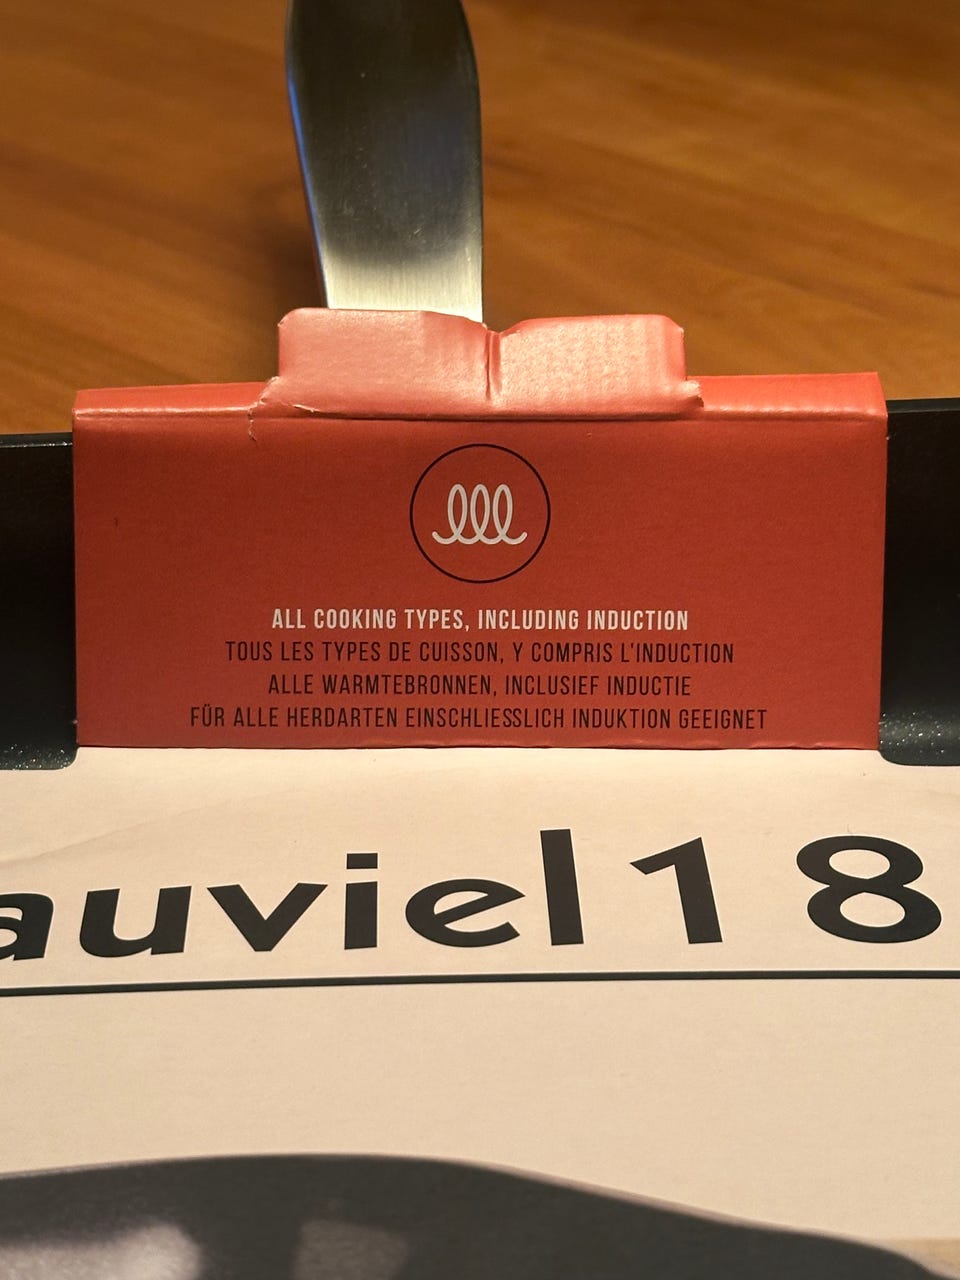 ALL COOKING TYPES, INCLUDING INDUCTION
TOUS LES TYPES DE CUISSON, Y COMPRIS L'INDUCTION
ALLE WARMTEBRONNEN, INCLUSIEF INDUCTIE
FÜR ALLE HERDARTEN EINSCHLIESSLICH INDUKTION GEEIGNET
auviel18